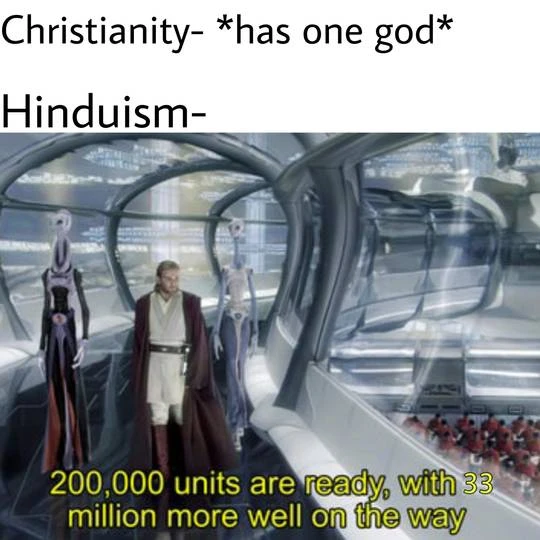 Christianity- *has one god*
Hinduism-
200,000 units are ready, with 33
million more well on the way